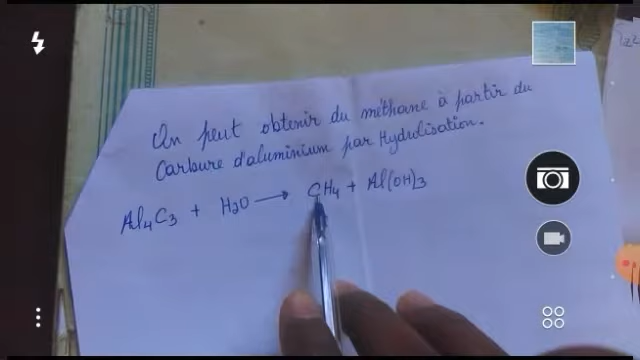 On peut obtenir du méthane à partir du
Carbure d'aluminium par Hydrolisation.
Al₄C₃ + H₂O → CH₄ + Al(OH)₃